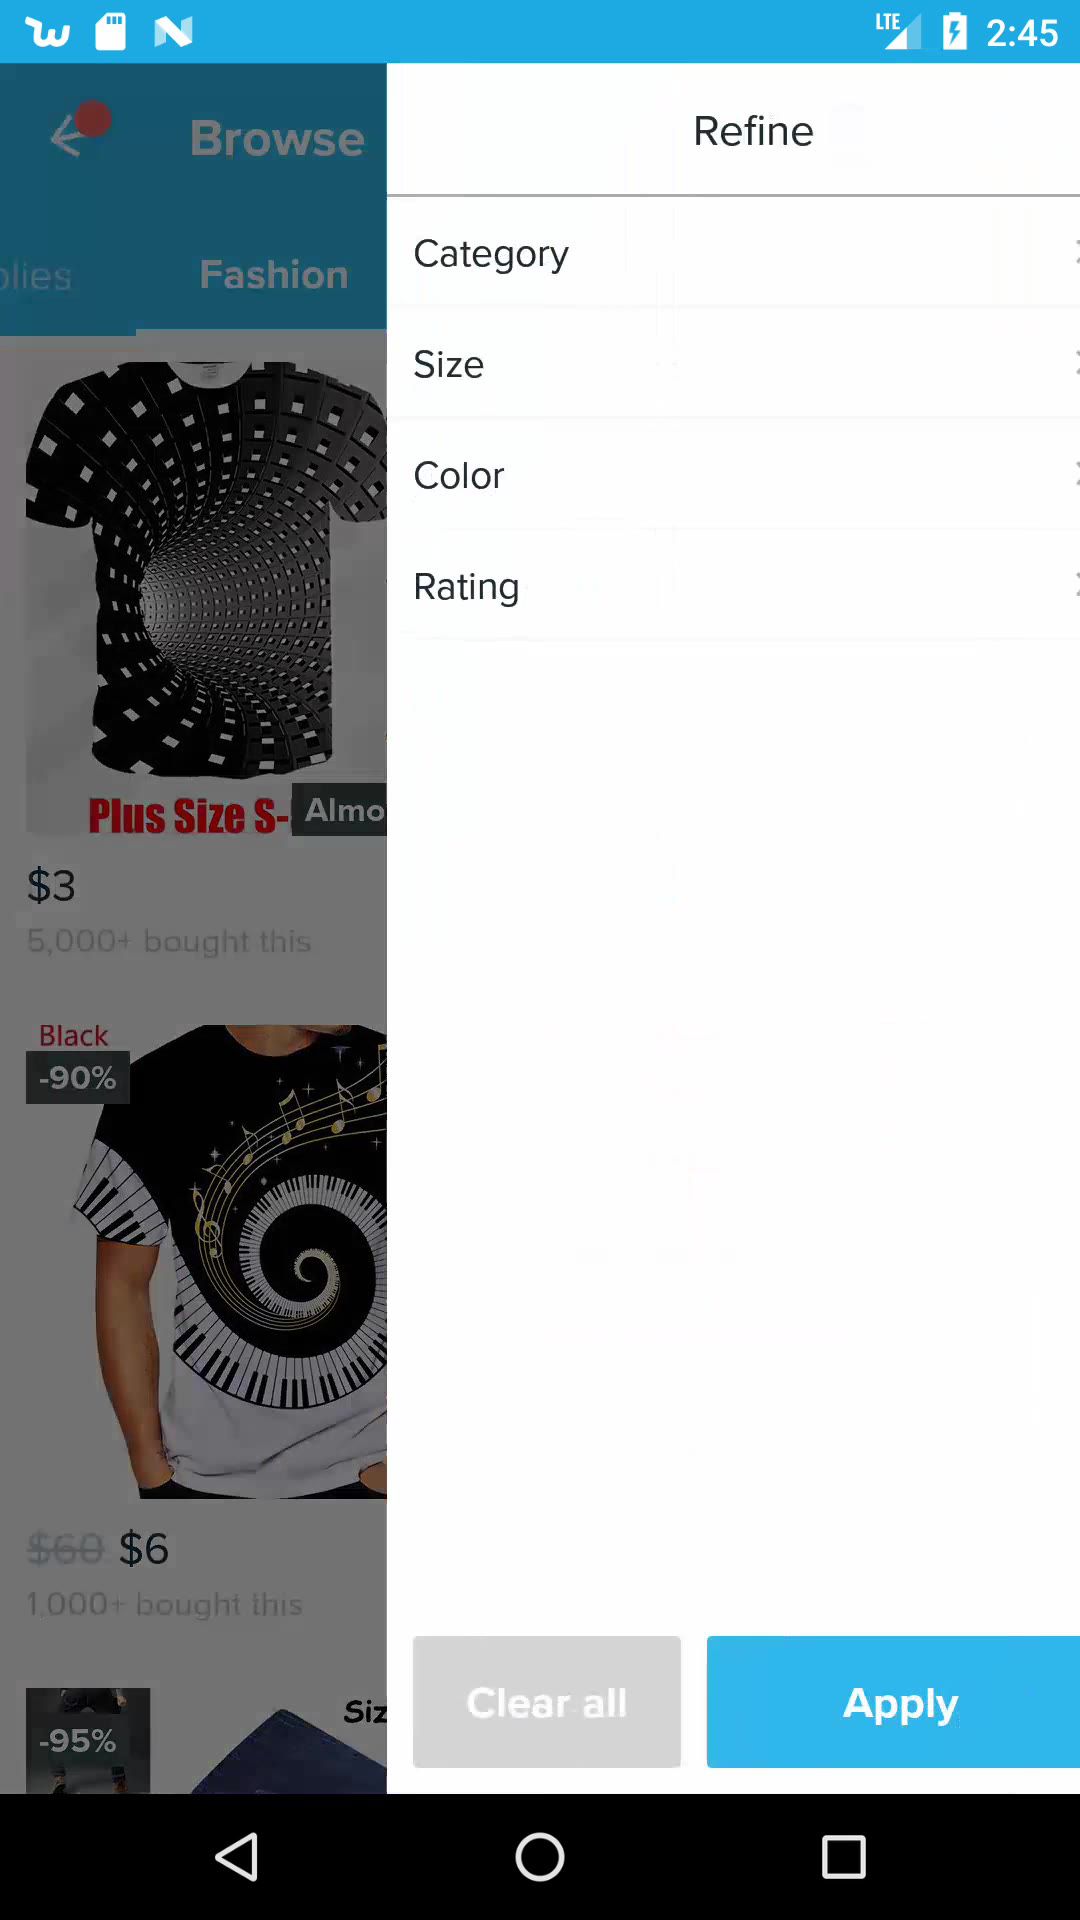 LTE 2:45
Browse
Refine
plies
Fashion
Category
Size
Color
Rating
Plus Size S-
Almo
$3
5,000+ bought this
Black
-90%
$60 $6
1,000+ bought this
-95%
Siz
Clear all
Apply